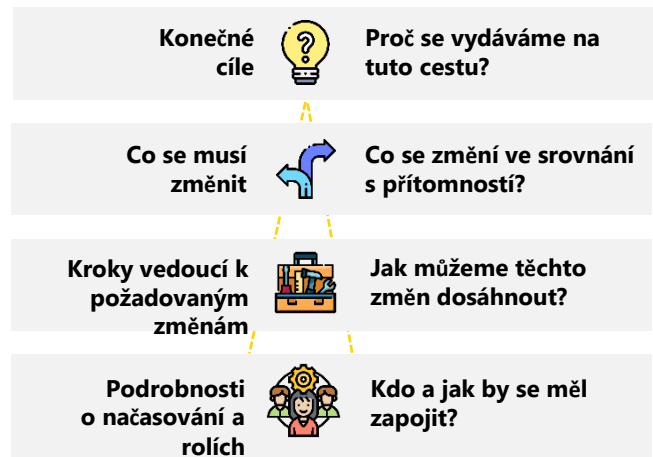 Konečné
cíle
Proč se vydáváme na
tuto cestu?
Co se musí
změnit
Co se změní ve srovnání
s přítomností?
Kroky vedoucí k
požadovaným
změnám
Jak můžeme těchto
změn dosáhnout?
Podrobnosti
o načasování a
rolích
Kdo a jak by se měl
zapojit?